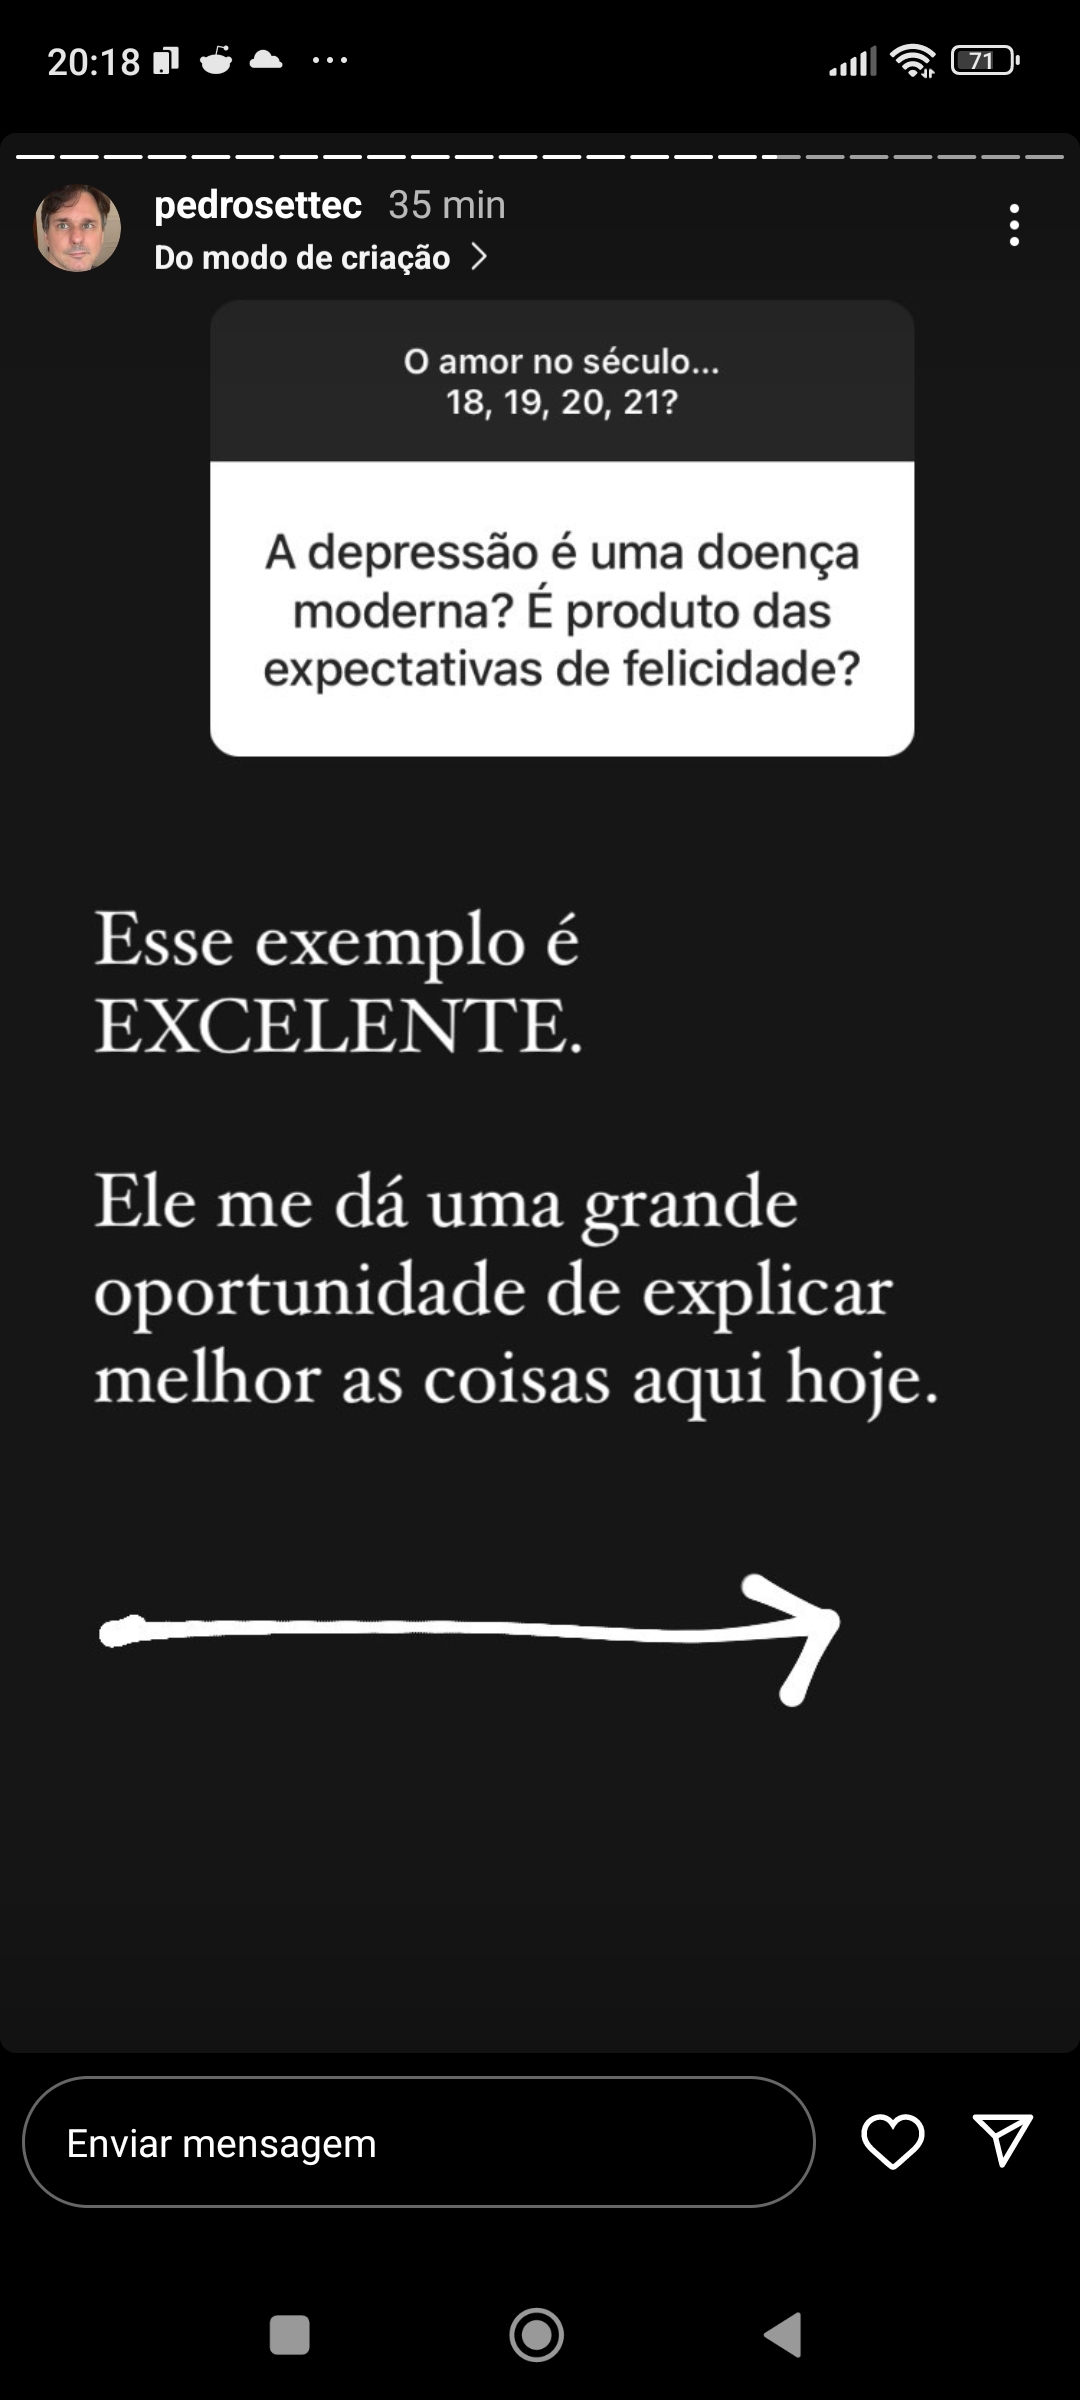 20:18
71
pedrosettec 35 min
Do modo de criação
O amor no século...
18, 19, 20, 21?
A depressão é uma doença
moderna? É produto das
expectativas de felicidade?
Esse exemplo é
EXCELENTE.
Ele me dá uma grande
oportunidade de explicar
melhor as coisas aqui hoje.
Enviar mensagem